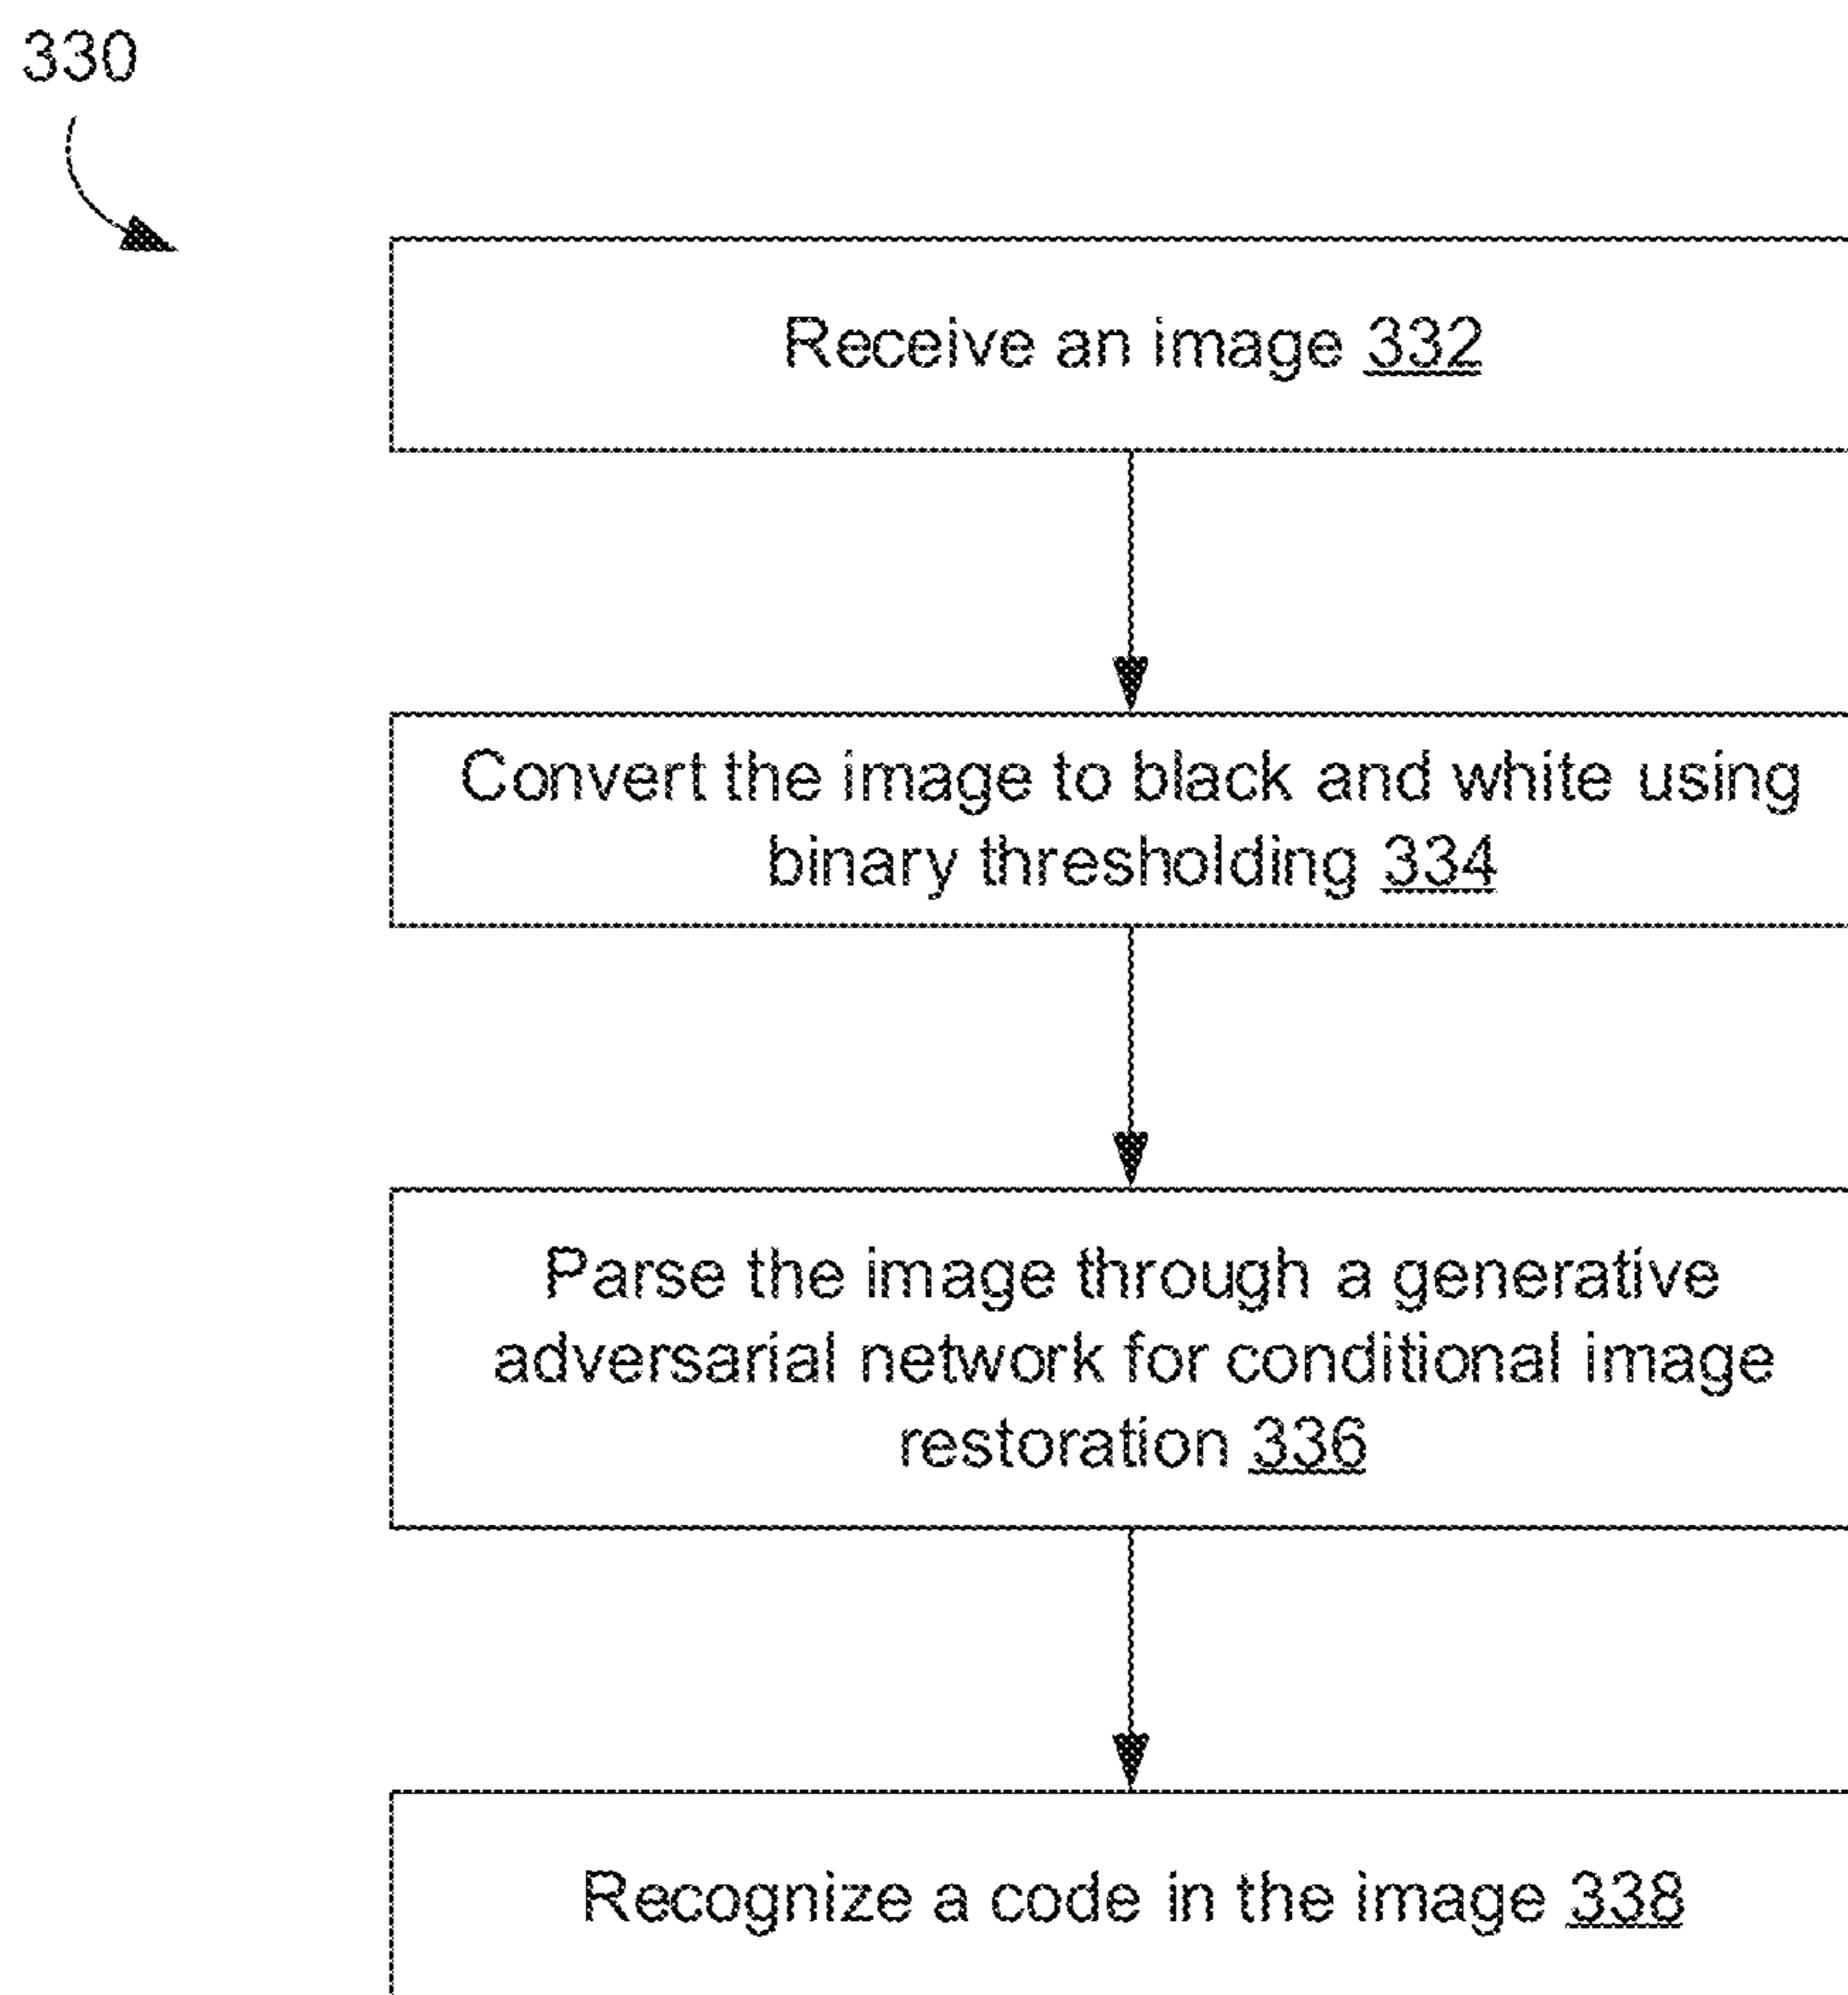 330
Receive an image 332
Convert the image to black and white using
binary thresholding 334
Parse the image through a generative
adversarial network for conditional image
restoration 336
Recognize a code in the image 338